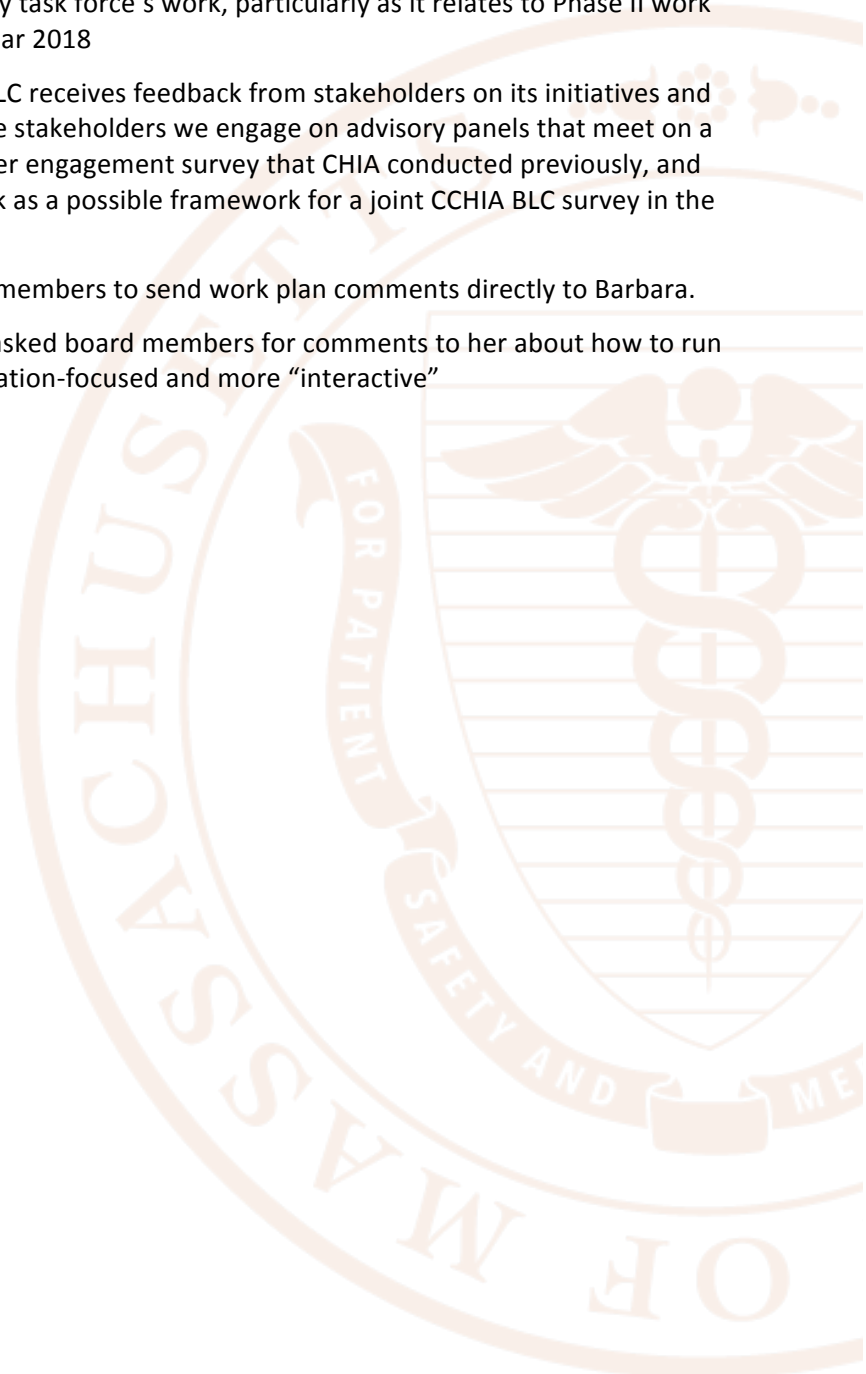 y task force's work, particularly as it relates to Phase II work
ar 2018
LC receives feedback from stakeholders on its initiatives and
e stakeholders we engage on advisory panels that meet on a
er engagement survey that CHIA conducted previously, and
k as a possible framework for a joint CCHIA BLC survey in the
members to send work plan comments directly to Barbara.
asked board members for comments to her about how to run
ation-focused and more “interactive”
FOR PATIENT
SAFETY AND
ME
OF MASSACHUSETTS